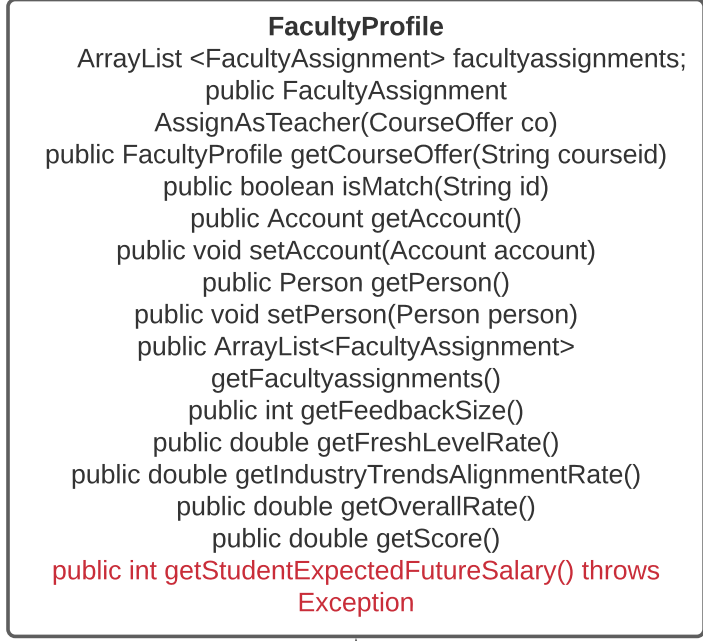 FacultyProfile
ArrayList <FacultyAssignment> facultyassignments;
public FacultyAssignment
AssignAsTeacher(CourseOffer co)
public FacultyProfile getCourseOffer(String courseid)
public boolean isMatch(String id)
public Account getAccount()
public void setAccount(Account account)
public Person getPerson()
public void setPerson(Person person)
public ArrayList<FacultyAssignment>
getFacultyassignments()
public int getFeedbackSize()
public double getFreshLevelRate()
public double getIndustryTrendsAlignmentRate()
public double getOverallRate()
public double getScore()
public int getStudentExpectedFutureSalary() throws
Exception